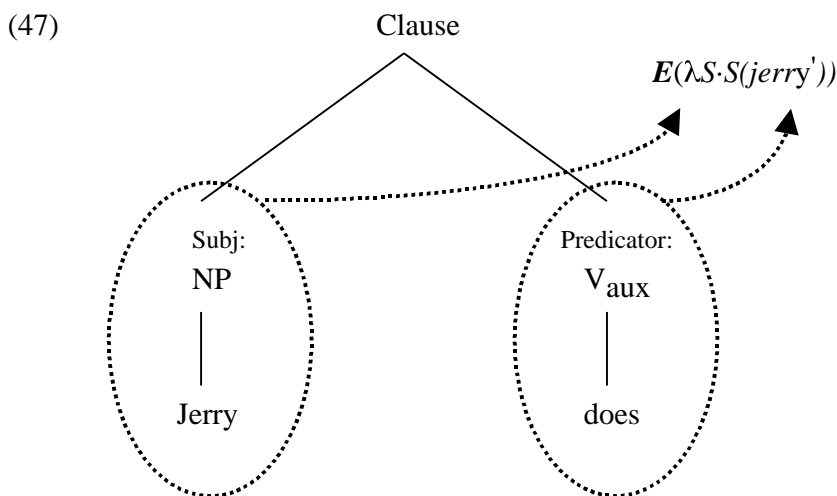 (47)
Clause
E(λS·S(jerry'))
Subj: Predicator:
NP Vaux
Jerry does